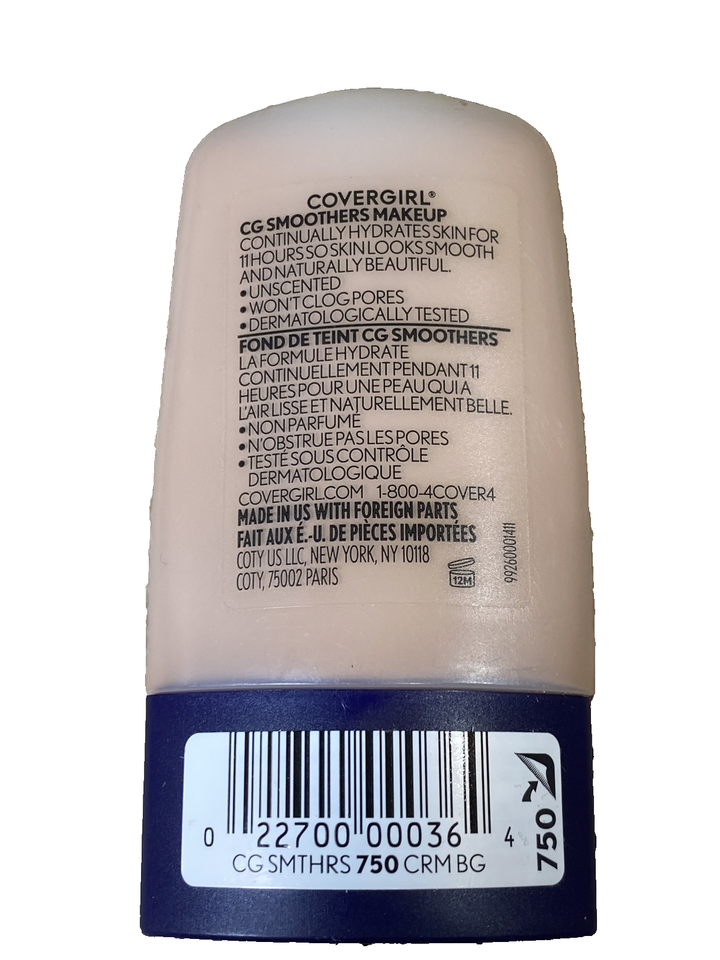 COVERGIRL®
CG SMOOTHERS MAKEUP
CONTINUALLY HYDRATES SKIN FOR
11 HOURS SO SKIN LOOKS SMOOTH
AND NATURALLY BEAUTIFUL.
• UNSCENTED
• WON'T CLOG PORES
• DERMATOLOGICALLY TESTED
FOND DE TEINT CG SMOOTHERS
LA FORMULE HYDRATE
CONTINUELLEMENT PENDANT 11
HEURES POUR UNE PEAU QUI A
L'AIR LISSE ET NATURELLEMENT BELLE.
• NON PARFUMÉ
• N'OBSTRUE PAS LES PORES
• TESTÉ SOUS CONTRÔLE
DERMATOLOGIQUE
COVERGIRL.COM 1-800-4COVER4
MADE IN US WITH FOREIGN PARTS
FAIT AUX É.-U. DE PIÈCES IMPORTÉES
COTY US LLC, NEW YORK, NY 10118
COTY, 75002 PARIS
12M
99260001411
0 22700 00036 4
CG SMTHRS 750 CRM BG
750